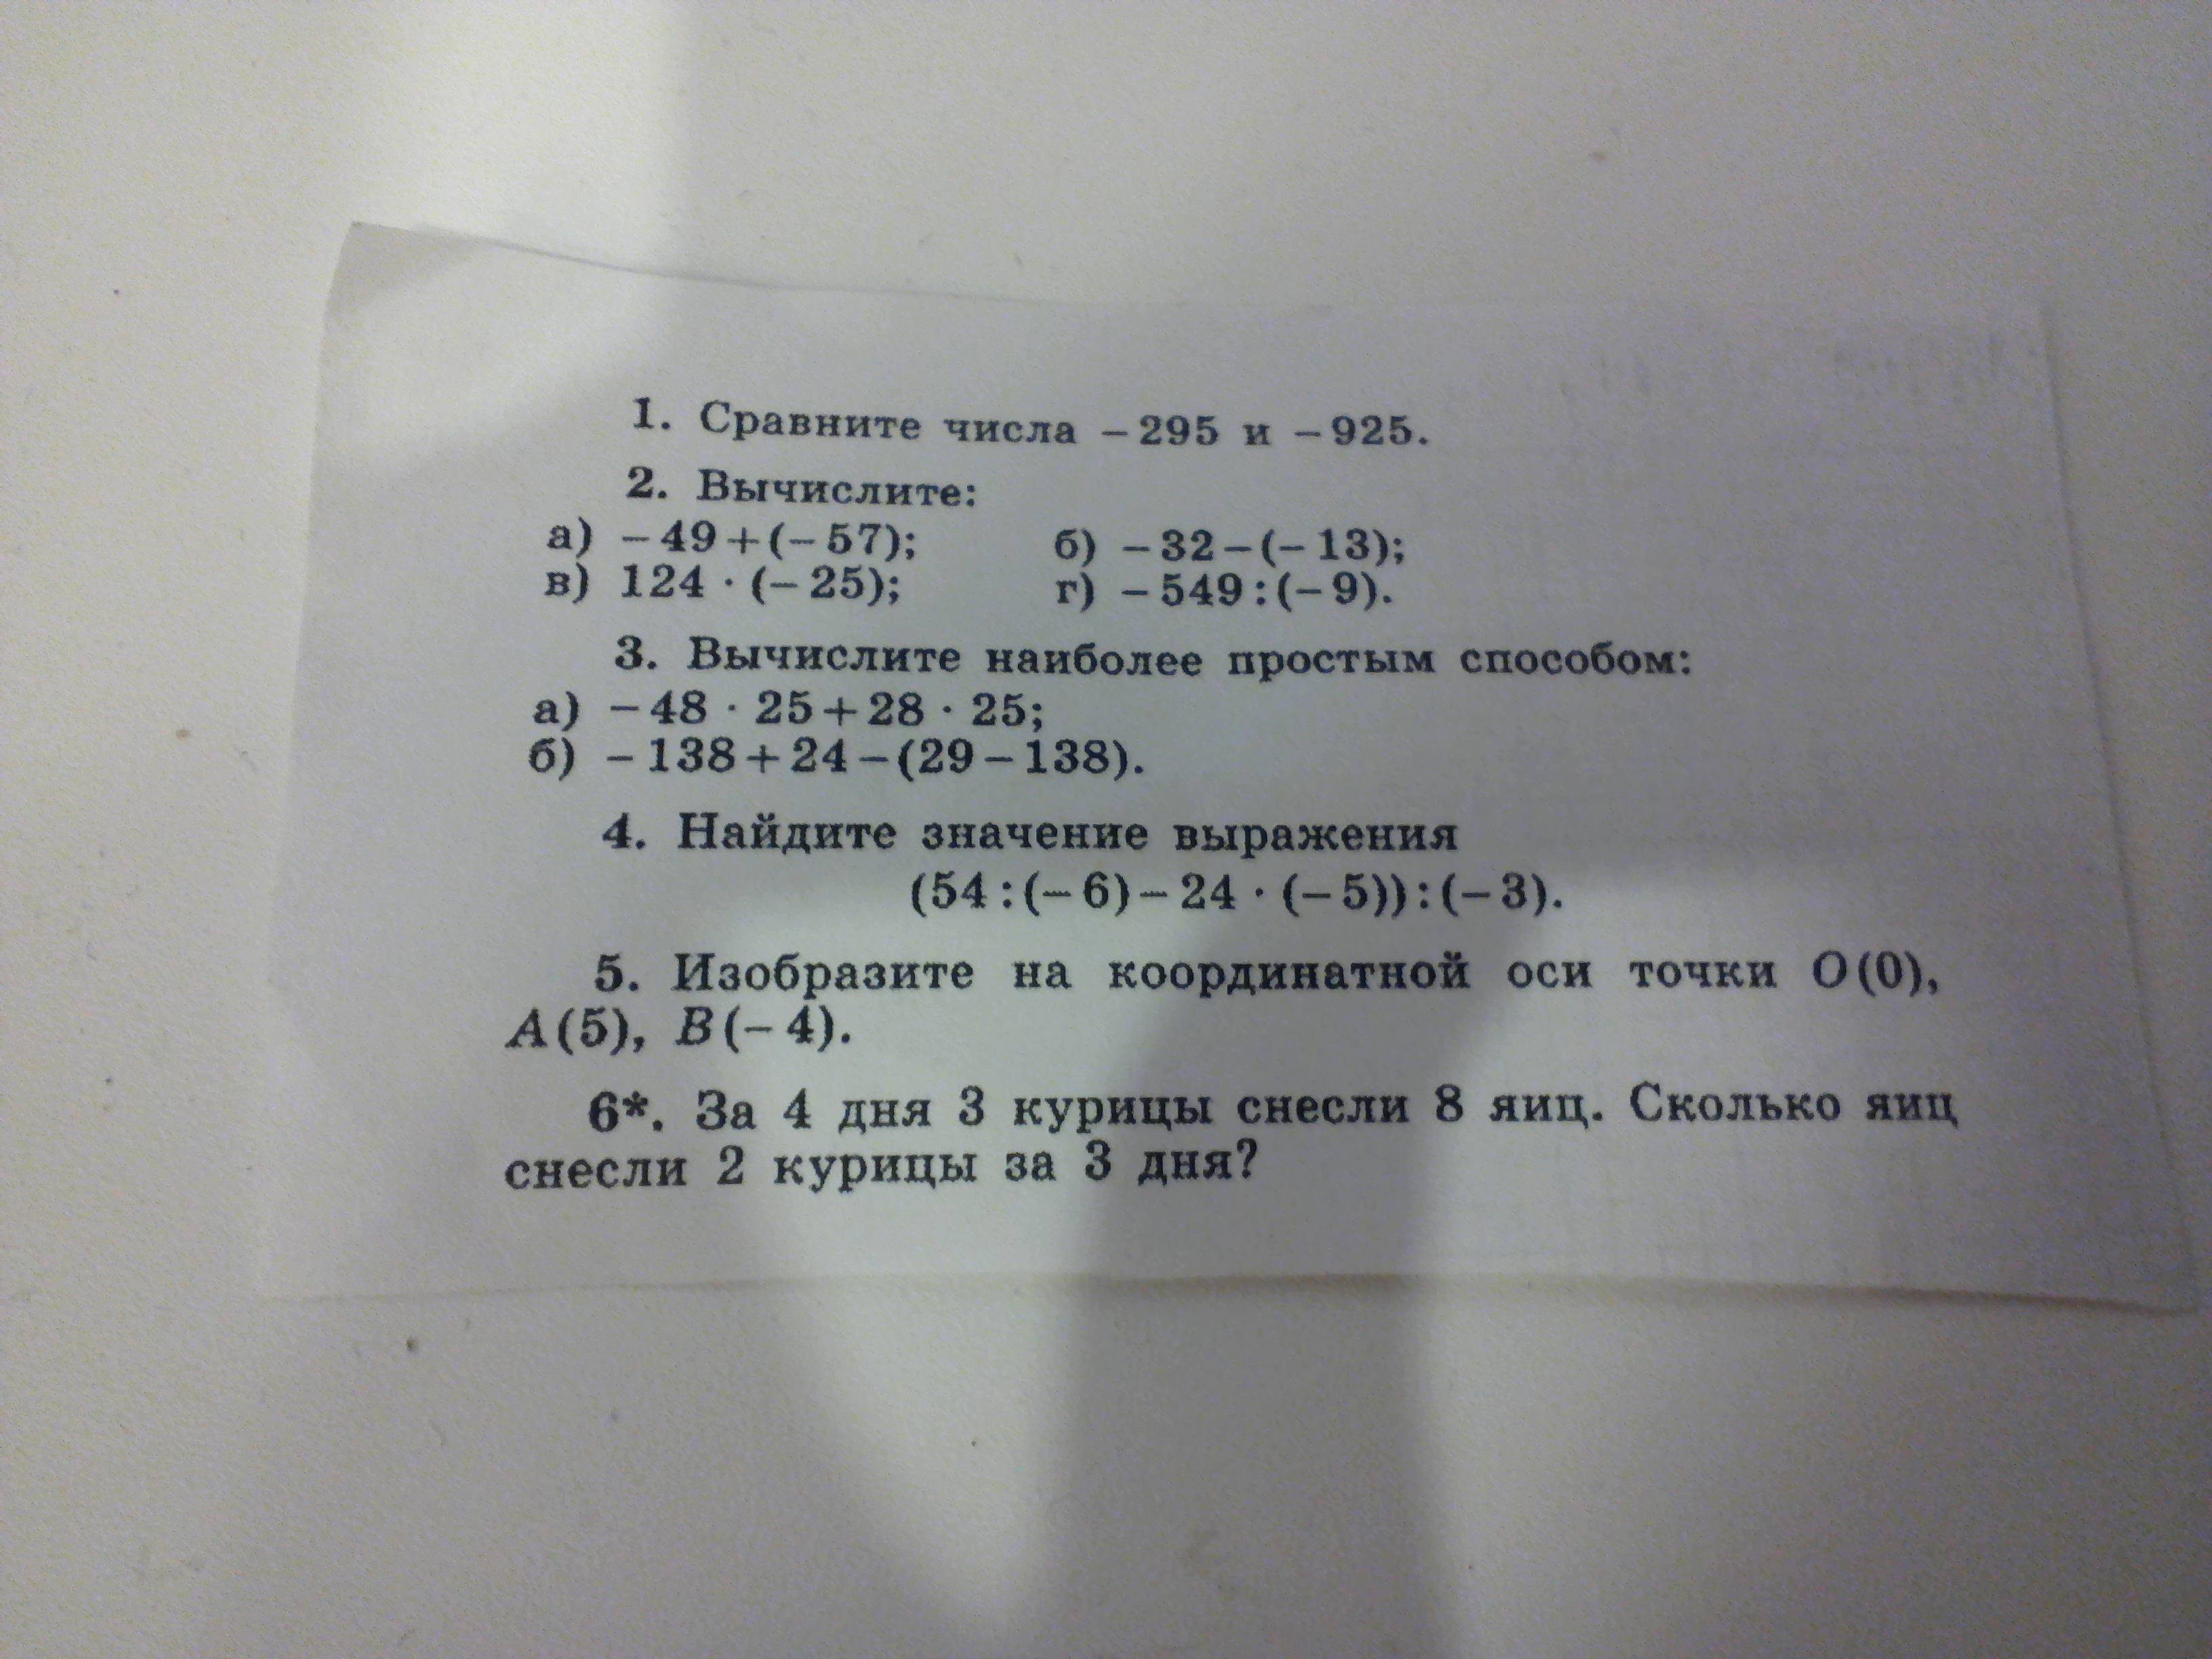 1. Сравните числа –295 и –925.
2. Вычислите:
а) –49+(–57); б) –32–(–13);
в) 124 · (–25); г) –549:(–9).
3. Вычислите наиболее простым способом:
а) –48 · 25+28 · 25;
б) –138+24–(29–138).
4. Найдите значение выражения
(54:(–6)–24 · (–5)):(–3).
5. Изобразите на координатной оси точки O(0),
A(5), B(–4).
6*. За 4 дня 3 курицы снесли 8 яиц. Сколько яиц
снесли 2 курицы за 3 дня?